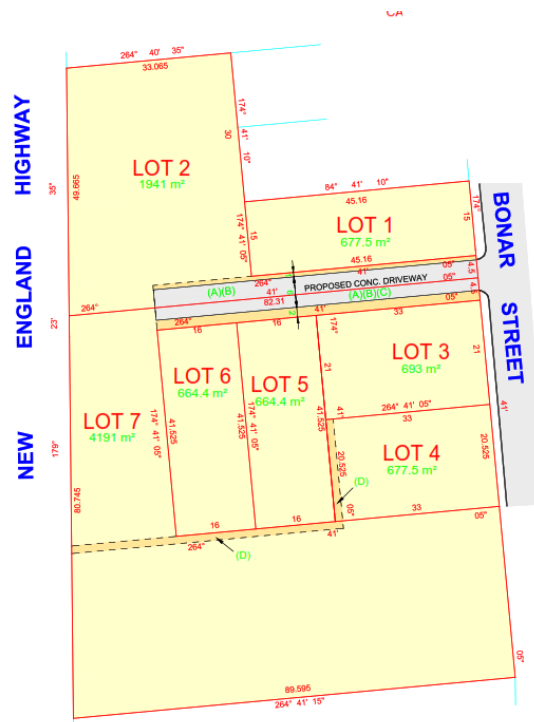 CA
264° 40' 35"
33.065
NEW ENGLAND HIGHWAY
179° 23' 35"
49.665
LOT 2
1941 m²
30
174° 41' 10"
84° 41' 10"
45.16
LOT 1
677.5 m²
174° 41' 05"
15
15
174°
BONAR STREET
45.16
264° 41' 05"
4.5
PROPOSED CONC. DRIVEWAY
(A)(B)
(A)(B)(C)
264° 41' 05"
82.31
4.5
6
2
264° 41' 05"
16
16
33
174°
21
21
LOT 6
664.4 m²
LOT 5
664.4 m²
LOT 3
693 m²
LOT 7
4191 m²
174° 41' 05"
41.525
174° 41' 05"
41.525
41.525
41'
264° 41' 05"
33
41'
LOT 4
677.5 m²
20.525
20.525
80.745
(D)
05"
16
16
33
05"
264°
41'
(D)
05"
89.595
264° 41' 15"